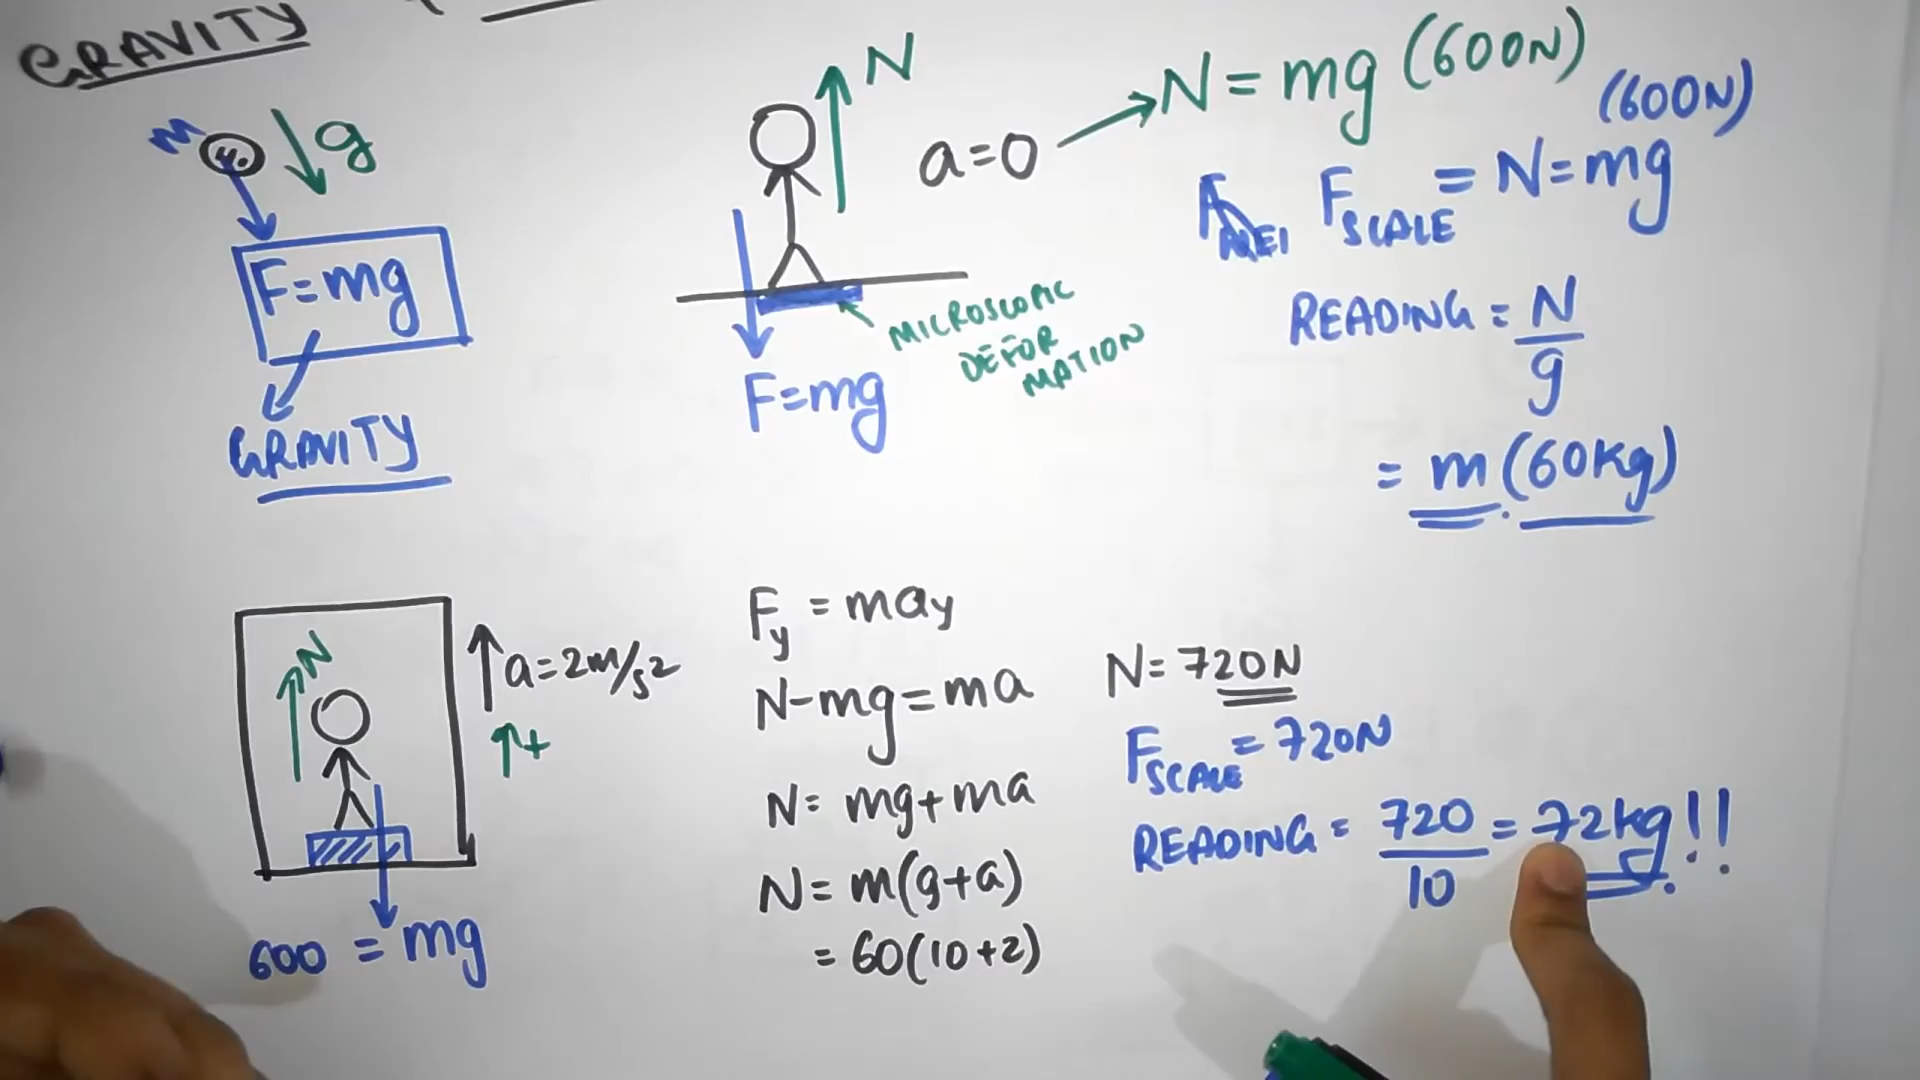 GRAVITY
m
g
F=mg
GRAVITY
N
a=0
N=mg (600N)
F=mg
MICROSCOPIC
DEFOR
MATION
(600N)
F SCALE = N=mg
READING = N/g
= m (60kg)
N
a=2m/s2
↑+
600 = mg
Fy = may
N-mg=ma
N= mg+ma
N= m(g+a)
= 60(10+2)
N= 720N
F SCALE = 720N
READING = 720/10 = 72kg!!